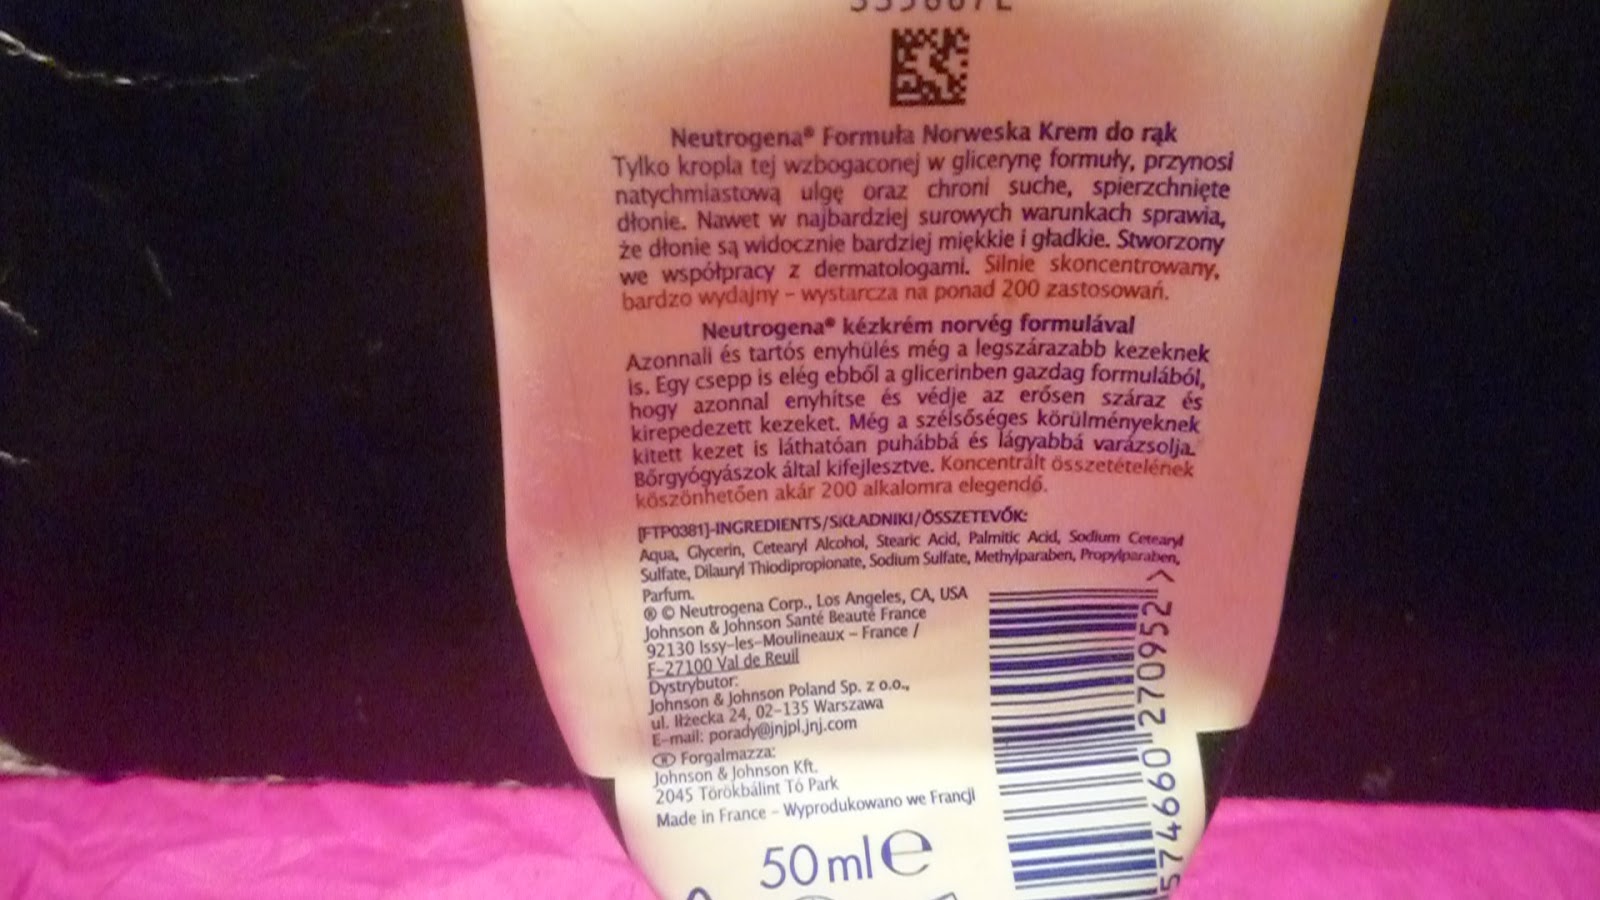 Neutrogena® Formuła Norweska Krem do rąk
Tylko kropla tej wzbogaconej w glicerynę formuły, przynosi
natychmiastową ulgę oraz chroni suche, spierzchnięte
dłonie. Nawet w najbardziej surowych warunkach sprawia,
że dłonie są widocznie bardziej miękkie i gładkie. Stworzony
we współpracy z dermatologami. Silnie skoncentrowany,
bardzo wydajny – wystarcza na ponad 200 zastosowań.
Neutrogena® kézkrém norvég formulával
Azonnali és tartós enyhülés még a legszárazabb kezeknek
is. Egy csepp is elég ebből a glicerinben gazdag formulából,
hogy azonnal enyhítse és védje az erősen száraz és
kirepedezett kezeket. Még a szélsőséges körülményeknek
kitett kezet is láthatóan puhábbá és lágyabbá varázsolja.
Bőrgyógyászok által kifejlesztve. Koncentrált összetételének
köszönhetően akár 200 alkalomra elegendő.
[FTP0381]-INGREDIENTS/SKŁADNIKI/ÖSSZETEVŐK:
Aqua, Glycerin, Cetearyl Alcohol, Stearic Acid, Palmitic Acid, Sodium Cetearyl
Sulfate, Dilauryl Thiodipropionate, Sodium Sulfate, Methylparaben, Propylparaben,
Parfum.
® © Neutrogena Corp., Los Angeles, CA, USA
Johnson & Johnson Santé Beauté France
92130 Issy-les-Moulineaux – France /
F-27100 Val de Reuil
Dystrybutor:
Johnson & Johnson Poland Sp. z o.o.,
ul. Iłżecka 24, 02-135 Warszawa
E-mail: porady@jnjpl.jnj.com
H Forgalmazza:
Johnson & Johnson Kft.
2045 Törökbálint Tó Park
Made in France – Wyprodukowano we Francji
50 ml e
574660 270952 >